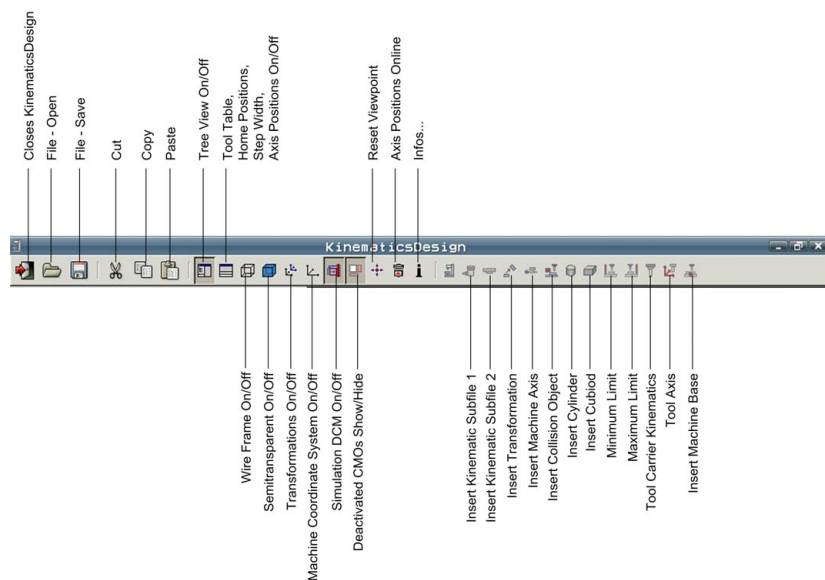 Closes KinematicsDesign
File - Open
File - Save
Cut
Copy
Paste
Tree View On/Off
Tool Table,
Home Positions,
Step Width,
Axis Positions On/Off
Reset Viewpoint
Axis Positions Online
Infos...
KinematicsDesign
Wire Frame On/Off
Semitransparent On/Off
Transformations On/Off
Machine Coordinate System On/Off
Simulation DCM On/Off
Deactivated CMOs Show/Hide
Insert Kinematic Subfile 1
Insert Kinematic Subfile 2
Insert Transformation
Insert Machine Axis
Insert Collision Object
Insert Cylinder
Insert Cubiod
Minimum Limit
Maximum Limit
Tool Carrier Kinematics
Tool Axis
Insert Machine Base